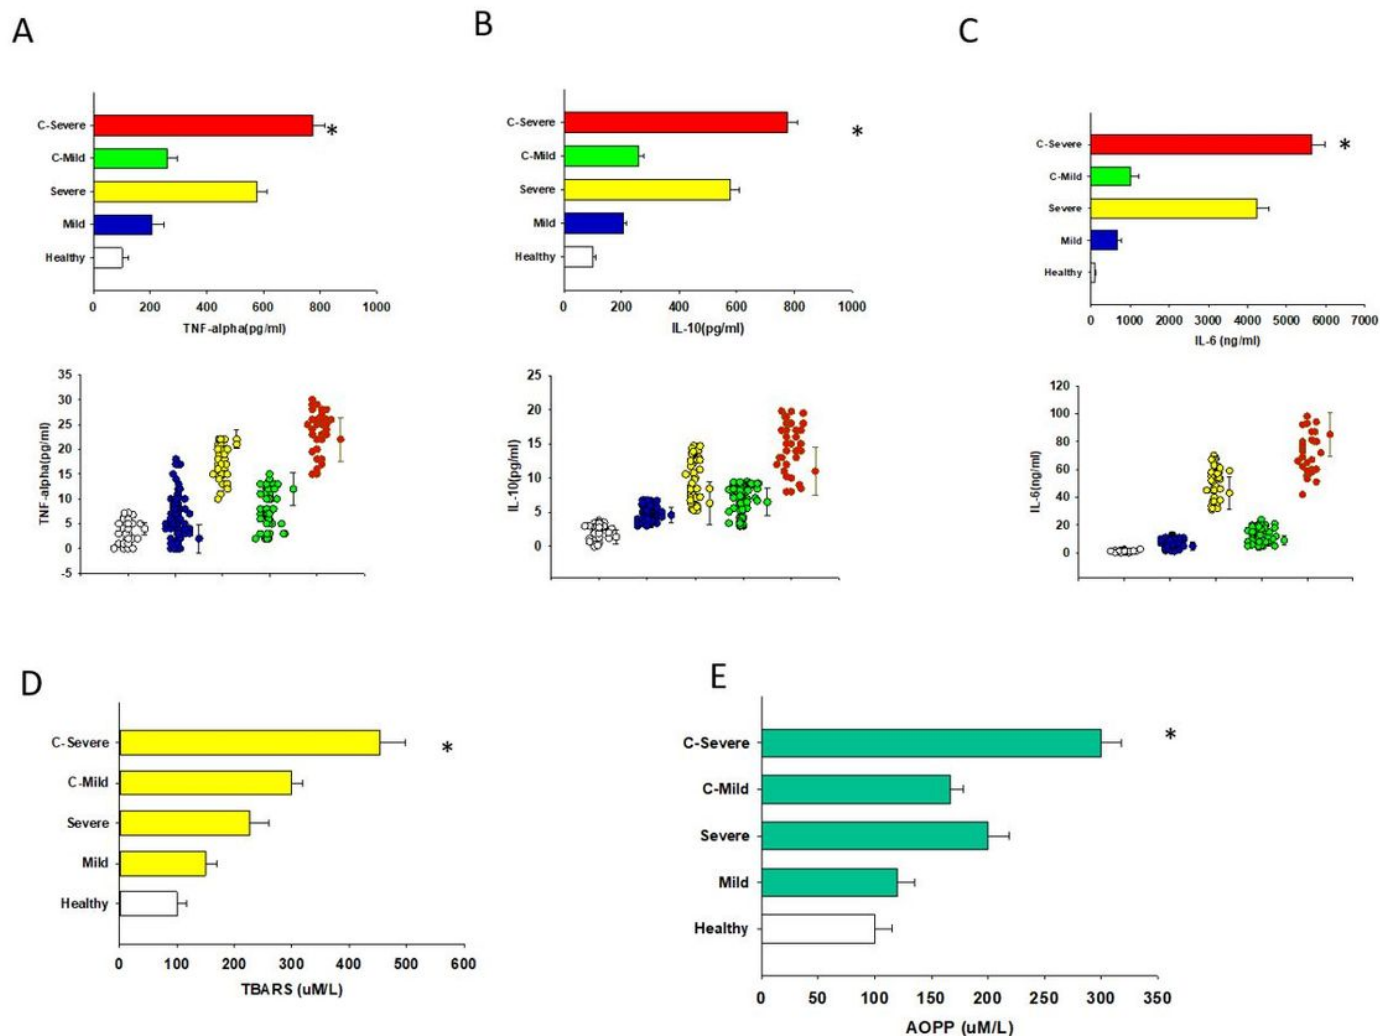 A
C-Severe
*
C-Mild
Severe
Mild
Healthy
0 200 400 600 800 1000
TNF-alpha(pg/ml)
35
30
25
20
15
10
5
0
-5
TNF-alpha(pg/ml)
B
C-Severe
*
C-Mild
Severe
Mild
Healthy
0 200 400 600 800 1000
IL-10(pg/ml)
25
20
15
10
5
0
IL-10(pg/ml)
C
C-Severe
*
C-Mild
Severe
Mild
Healthy
0 1000 2000 3000 4000 5000 6000 7000
IL-6 (ng/ml)
120
100
80
60
40
20
0
IL-6(ng/ml)
D
C-Severe
*
C-Mild
Severe
Mild
Healthy
0 100 200 300 400 500 600
TBARS (uM/L)
E
C-Severe
*
C-Mild
Severe
Mild
Healthy
0 50 100 150 200 250 300 350
AOPP (uM/L)